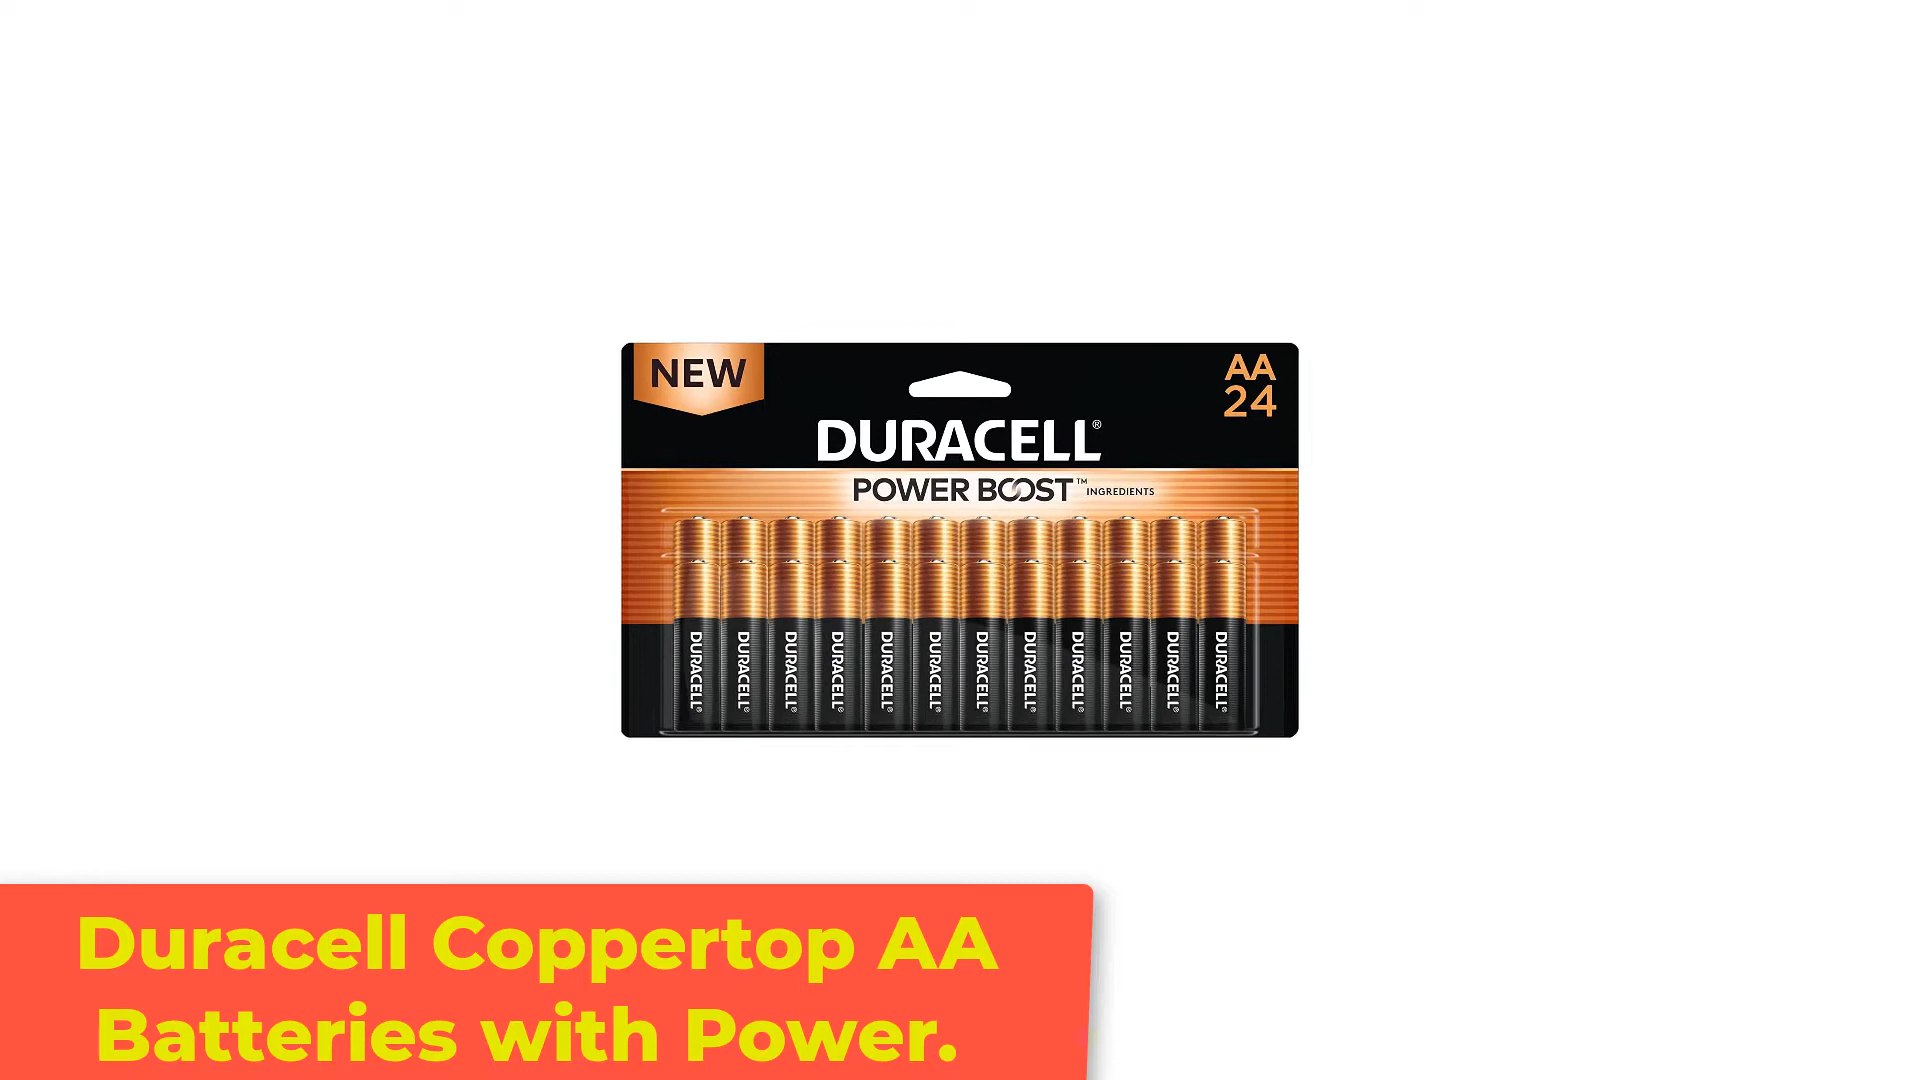 NEW
AA
24
DURACELL®
POWER BOOST™ INGREDIENTS
DURACELL® DURACELL® DURACELL® DURACELL® DURACELL® DURACELL® DURACELL® DURACELL® DURACELL® DURACELL® DURACELL® DURACELL®
Duracell Coppertop AA
Batteries with Power.